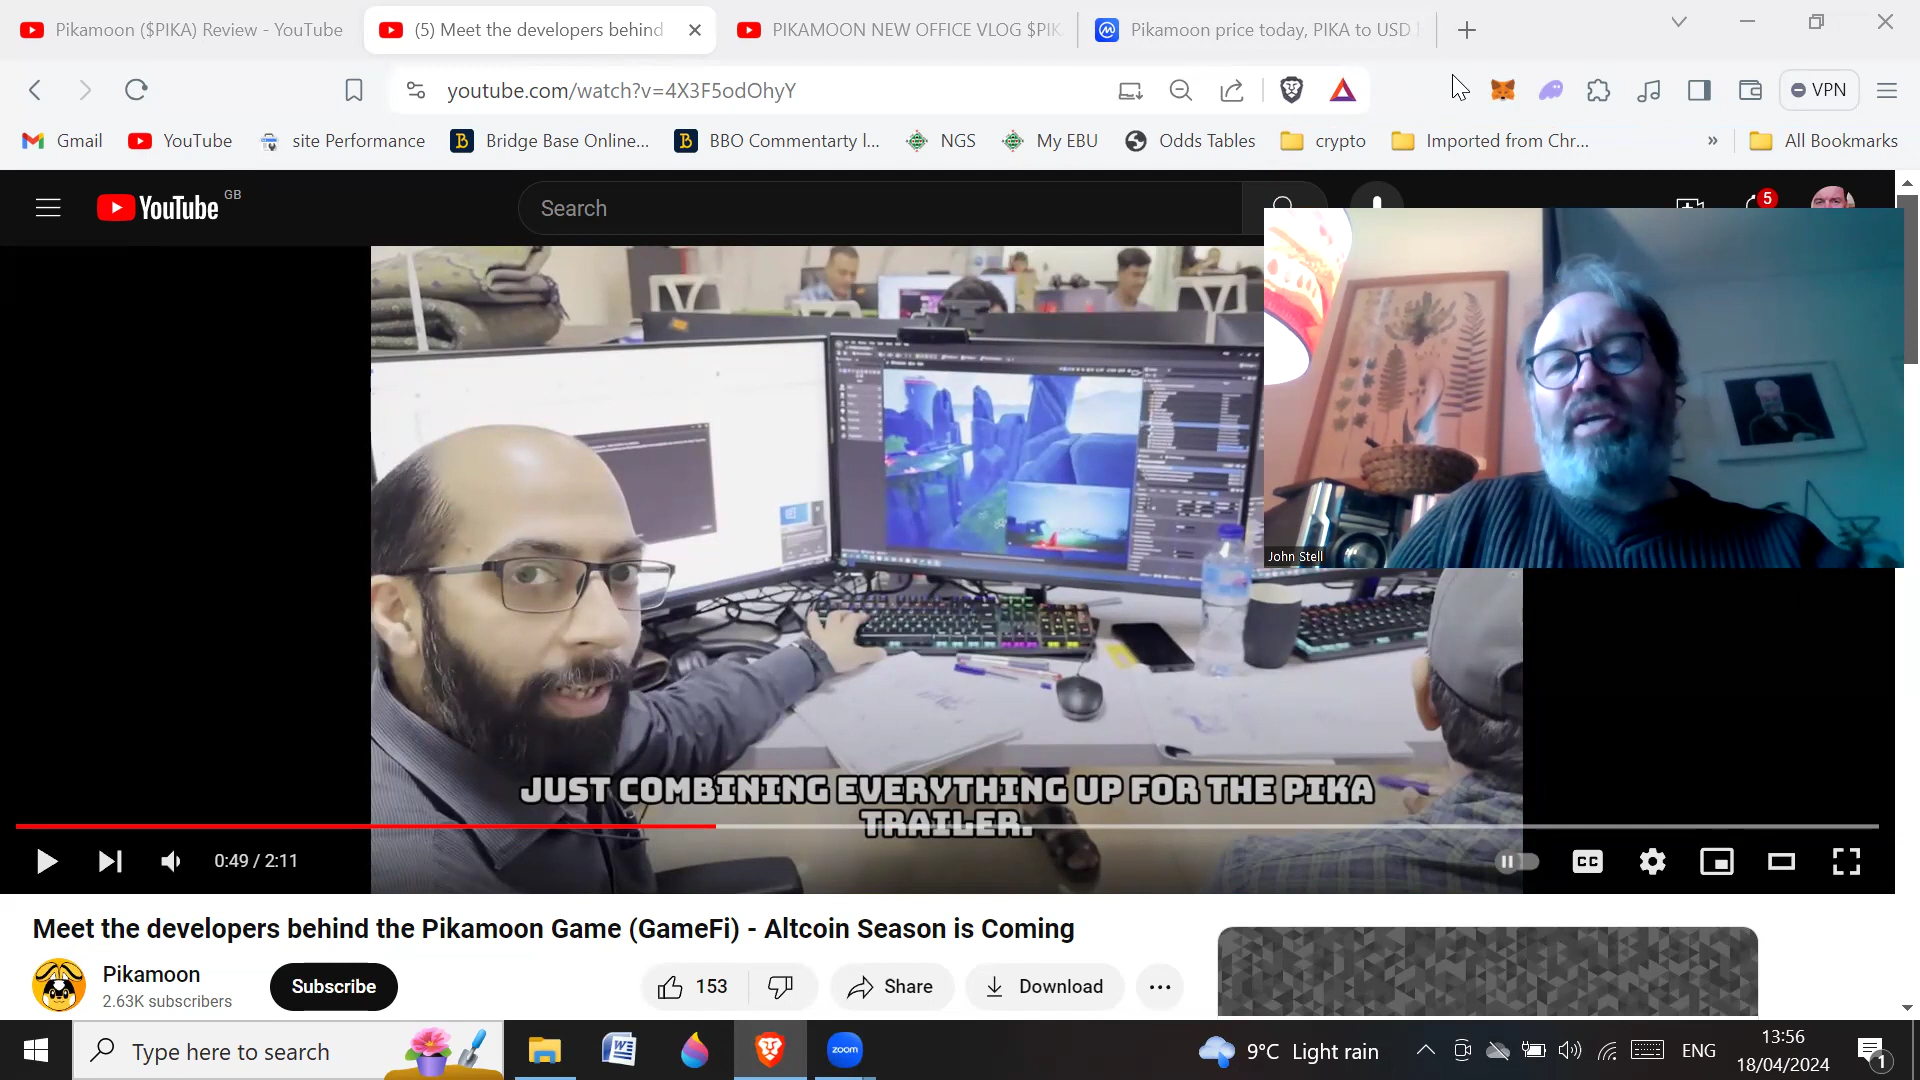 Pikamoon ($PIKA) Review - YouTube
(5) Meet the developers behind
PIKAMOON NEW OFFICE VLOG $PIK
Pikamoon price today, PIKA to USD
youtube.com/watch?v=4X3F5odOhyY
VPN
Gmail
YouTube
site Performance
Bridge Base Online...
BBO Commentarty l...
NGS
My EBU
Odds Tables
crypto
Imported from Chr...
»
All Bookmarks
YouTube GB
Search
5
John Stell
JUST COMBINING EVERYTHING UP FOR THE PIKA
TRAILER.
0:49 / 2:11
CC
Meet the developers behind the Pikamoon Game (GameFi) - Altcoin Season is Coming
Pikamoon
2.63K subscribers
Subscribe
153
Share
Download
Type here to search
zoom
9°C Light rain
ENG
13:56
18/04/2024
1